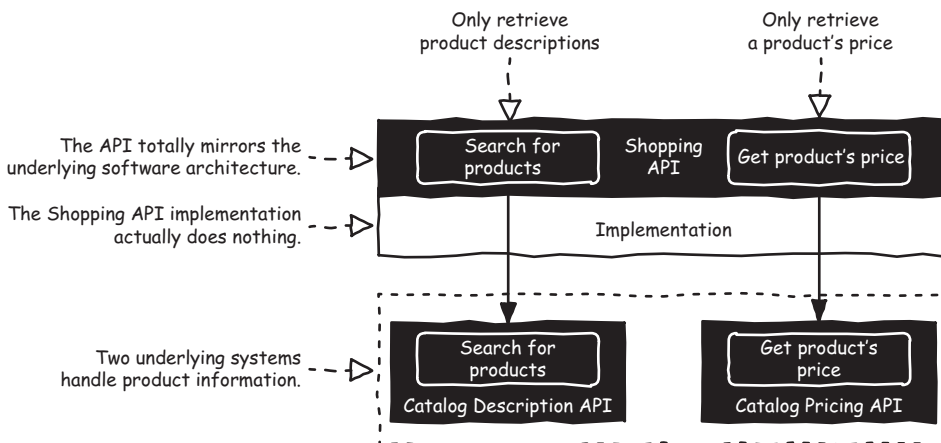 Only retrieve
product descriptions
Only retrieve
a product's price
The API totally mirrors the
underlying software architecture.
Search for
products
Shopping
API
Get product's price
The Shopping API implementation
actually does nothing.
Implementation
Two underlying systems
handle product information.
Search for
products
Catalog Description API
Get product's
price
Catalog Pricing API